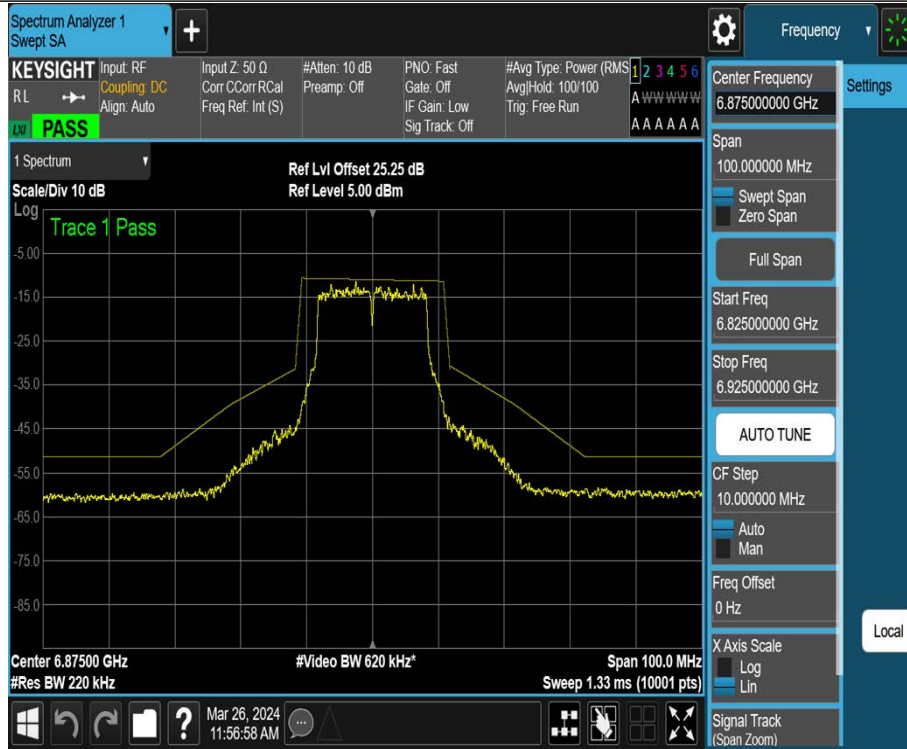 Spectrum Analyzer 1
Swept SA
Frequency
KEYSIGHT
RL
LXI PASS
Input: RF
Coupling: DC
Align: Auto
Input Z: 50 Ω
Corr CCorr RCal
Freq Ref: Int (S)
#Atten: 10 dB
Preamp: Off
PNO: Fast
Gate: Off
IF Gain: Low
Sig Track: Off
#Avg Type: Power (RMS
Avg|Hold: 100/100
Trig: Free Run
1 2 3 4 5 6
A W W W W W
A A A A A A
1 Spectrum
Scale/Div 10 dB
Log
Ref Lvl Offset 25.25 dB
Ref Level 5.00 dBm
Trace 1 Pass
-5.00
-15.0
-25.0
-35.0
-45.0
-55.0
-65.0
-75.0
-85.0
Center 6.87500 GHz
#Res BW 220 kHz
#Video BW 620 kHz*
Span 100.0 MHz
Sweep 1.33 ms (10001 pts)
Mar 26, 2024
11:56:58 AM
?
Center Frequency
6.875000000 GHz
Span
100.000000 MHz
Swept Span
Zero Span
Full Span
Start Freq
6.825000000 GHz
Stop Freq
6.925000000 GHz
AUTO TUNE
CF Step
10.000000 MHz
Auto
Man
Freq Offset
0 Hz
X Axis Scale
Log
Lin
Signal Track
(Span Zoom)
Settings
Local